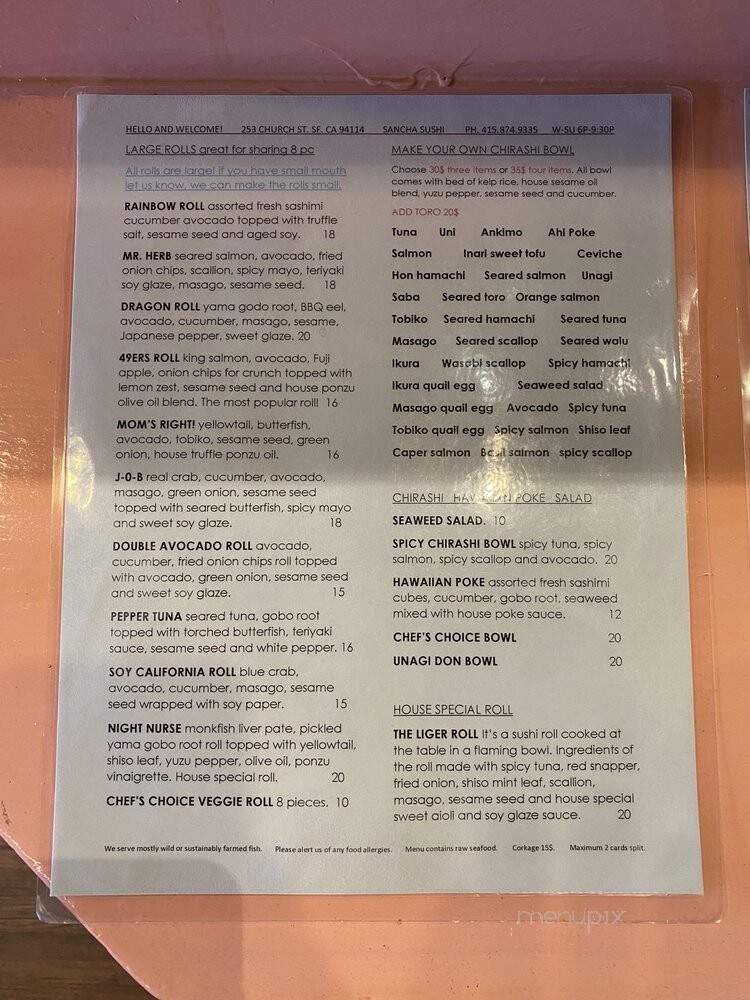 HELLO AND WELCOME! 253 CHURCH ST. SF. CA 94114 SANCHA SUSHI PH. 415.874.9335 W-SU 6P-9:30P
LARGE ROLLS great for sharing 8 pc
All rolls are large! if you have small mouth
let us know, we can make the rolls small.
RAINBOW ROLL assorted fresh sashimi
cucumber avocado topped with truffle
salt, sesame seed and aged soy. 18
MR. HERB seared salmon, avocado, fried
onion chips, scallion, spicy mayo, teriyaki
soy glaze, masago, sesame seed. 18
DRAGON ROLL yama godo root, BBQ eel,
avocado, cucumber, masago, sesame,
Japanese pepper, sweet glaze. 20
49ERS ROLL king salmon, avocado, Fuji
apple, onion chips for crunch topped with
lemon zest, sesame seed and house ponzu
olive oil blend. The most popular roll! 16
MOM'S RIGHT! yellowtail, butterfish,
avocado, tobiko, sesame seed, green
onion, house truffle ponzu oil. 16
J-O-B real crab, cucumber, avocado,
masago, green onion, sesame seed
topped with seared butterfish, spicy mayo
and sweet soy glaze. 18
DOUBLE AVOCADO ROLL avocado,
cucumber, fried onion chips roll topped
with avocado, green onion, sesame seed
and sweet soy glaze. 15
PEPPER TUNA seared tuna, gobo root
topped with torched butterfish, teriyaki
sauce, sesame seed and white pepper. 16
SOY CALIFORNIA ROLL blue crab,
avocado, cucumber, masago, sesame
seed wrapped with soy paper. 15
NIGHT NURSE monkfish liver pate, pickled
yama gobo root roll topped with yellowtail,
shiso leaf, yuzu pepper, olive oil, ponzu
vinaigrette. House special roll. 20
CHEF'S CHOICE VEGGIE ROLL 8 pieces. 10
MAKE YOUR OWN CHIRASHI BOWL
Choose 30$ three items or 35$ four items. All bowl
comes with bed of kelp rice, house sesame oil
blend, yuzu pepper, sesame seed and cucumber.
ADD TORO 20$
Tuna Uni Ankimo Ahi Poke
Salmon Inari sweet tofu Ceviche
Hon hamachi Seared salmon Unagi
Saba Seared toro Orange salmon
Tobiko Seared hamachi Seared tuna
Masago Seared scallop Seared walu
Ikura Wasabi scallop Spicy hamachi
Ikura quail egg Seaweed salad
Masago quail egg Avocado Spicy tuna
Tobiko quail egg Spicy salmon Shiso leaf
Caper salmon Basil salmon spicy scallop
CHIRASHI HAWAIIAN POKE SALAD
SEAWEED SALAD. 10
SPICY CHIRASHI BOWL spicy tuna, spicy
salmon, spicy scallop and avocado. 20
HAWAIIAN POKE assorted fresh sashimi
cubes, cucumber, gobo root, seaweed
mixed with house poke sauce. 12
CHEF'S CHOICE BOWL 20
UNAGI DON BOWL 20
HOUSE SPECIAL ROLL
THE LIGER ROLL It's a sushi roll cooked at
the table in a flaming bowl. Ingredients of
the roll made with spicy tuna, red snapper,
fried onion, shiso mint leaf, scallion,
masago, sesame seed and house special
sweet aioli and soy glaze sauce. 20
We serve mostly wild or sustainably farmed fish. Please alert us of any food allergies. Menu contains raw seafood. Corkage 15$. Maximum 2 cards split.
menupix